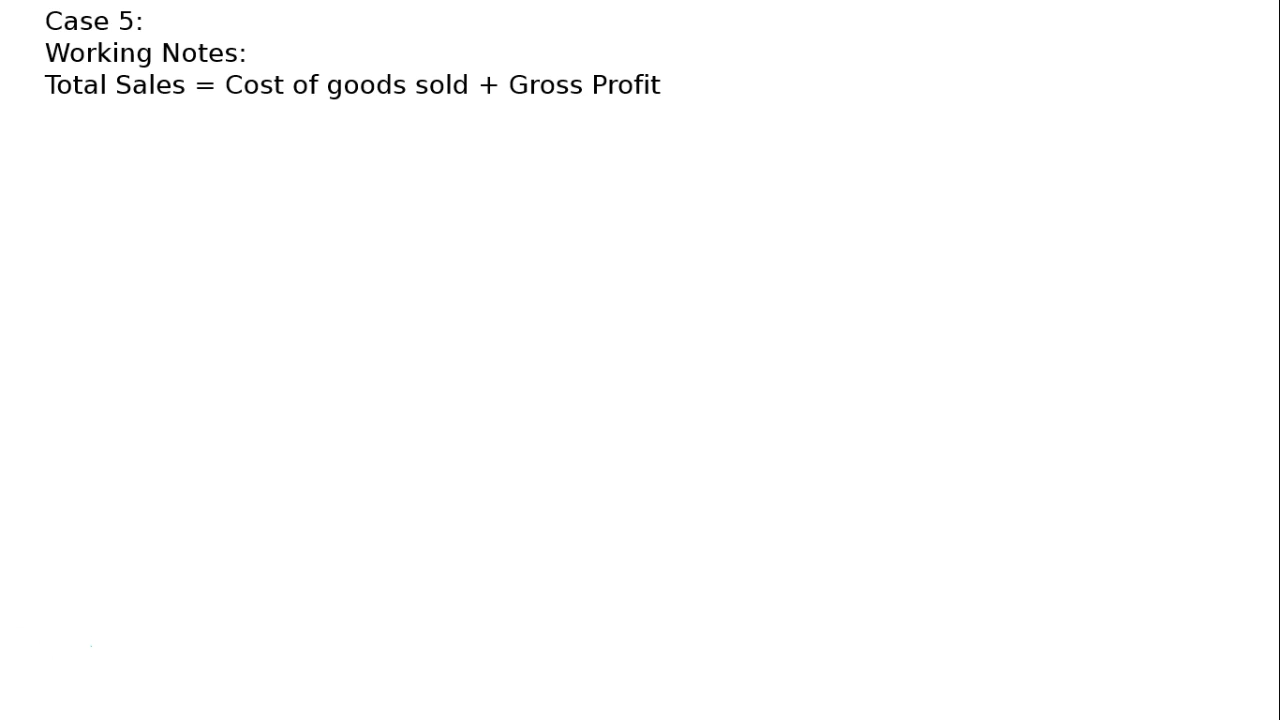 Case 5:
Working Notes:
Total Sales = Cost of goods sold + Gross Profit